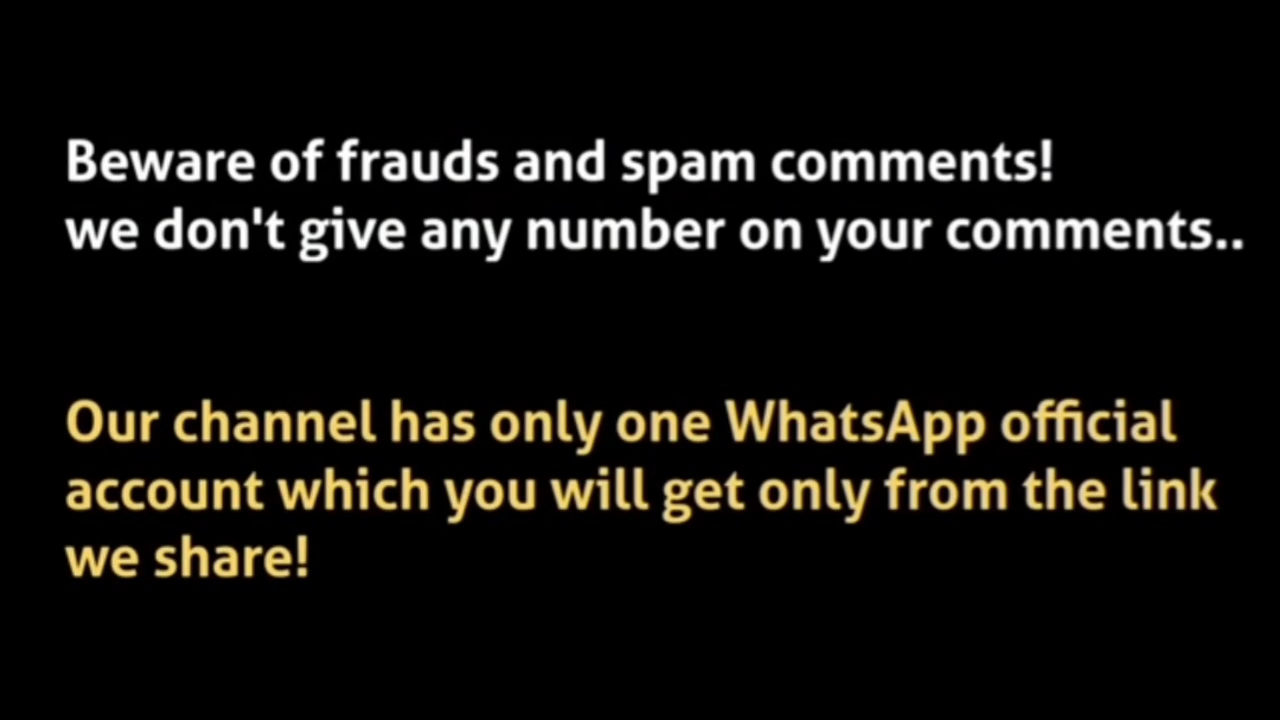 Beware of frauds and spam comments!
we don't give any number on your comments..
Our channel has only one WhatsApp official
account which you will get only from the link
we share!